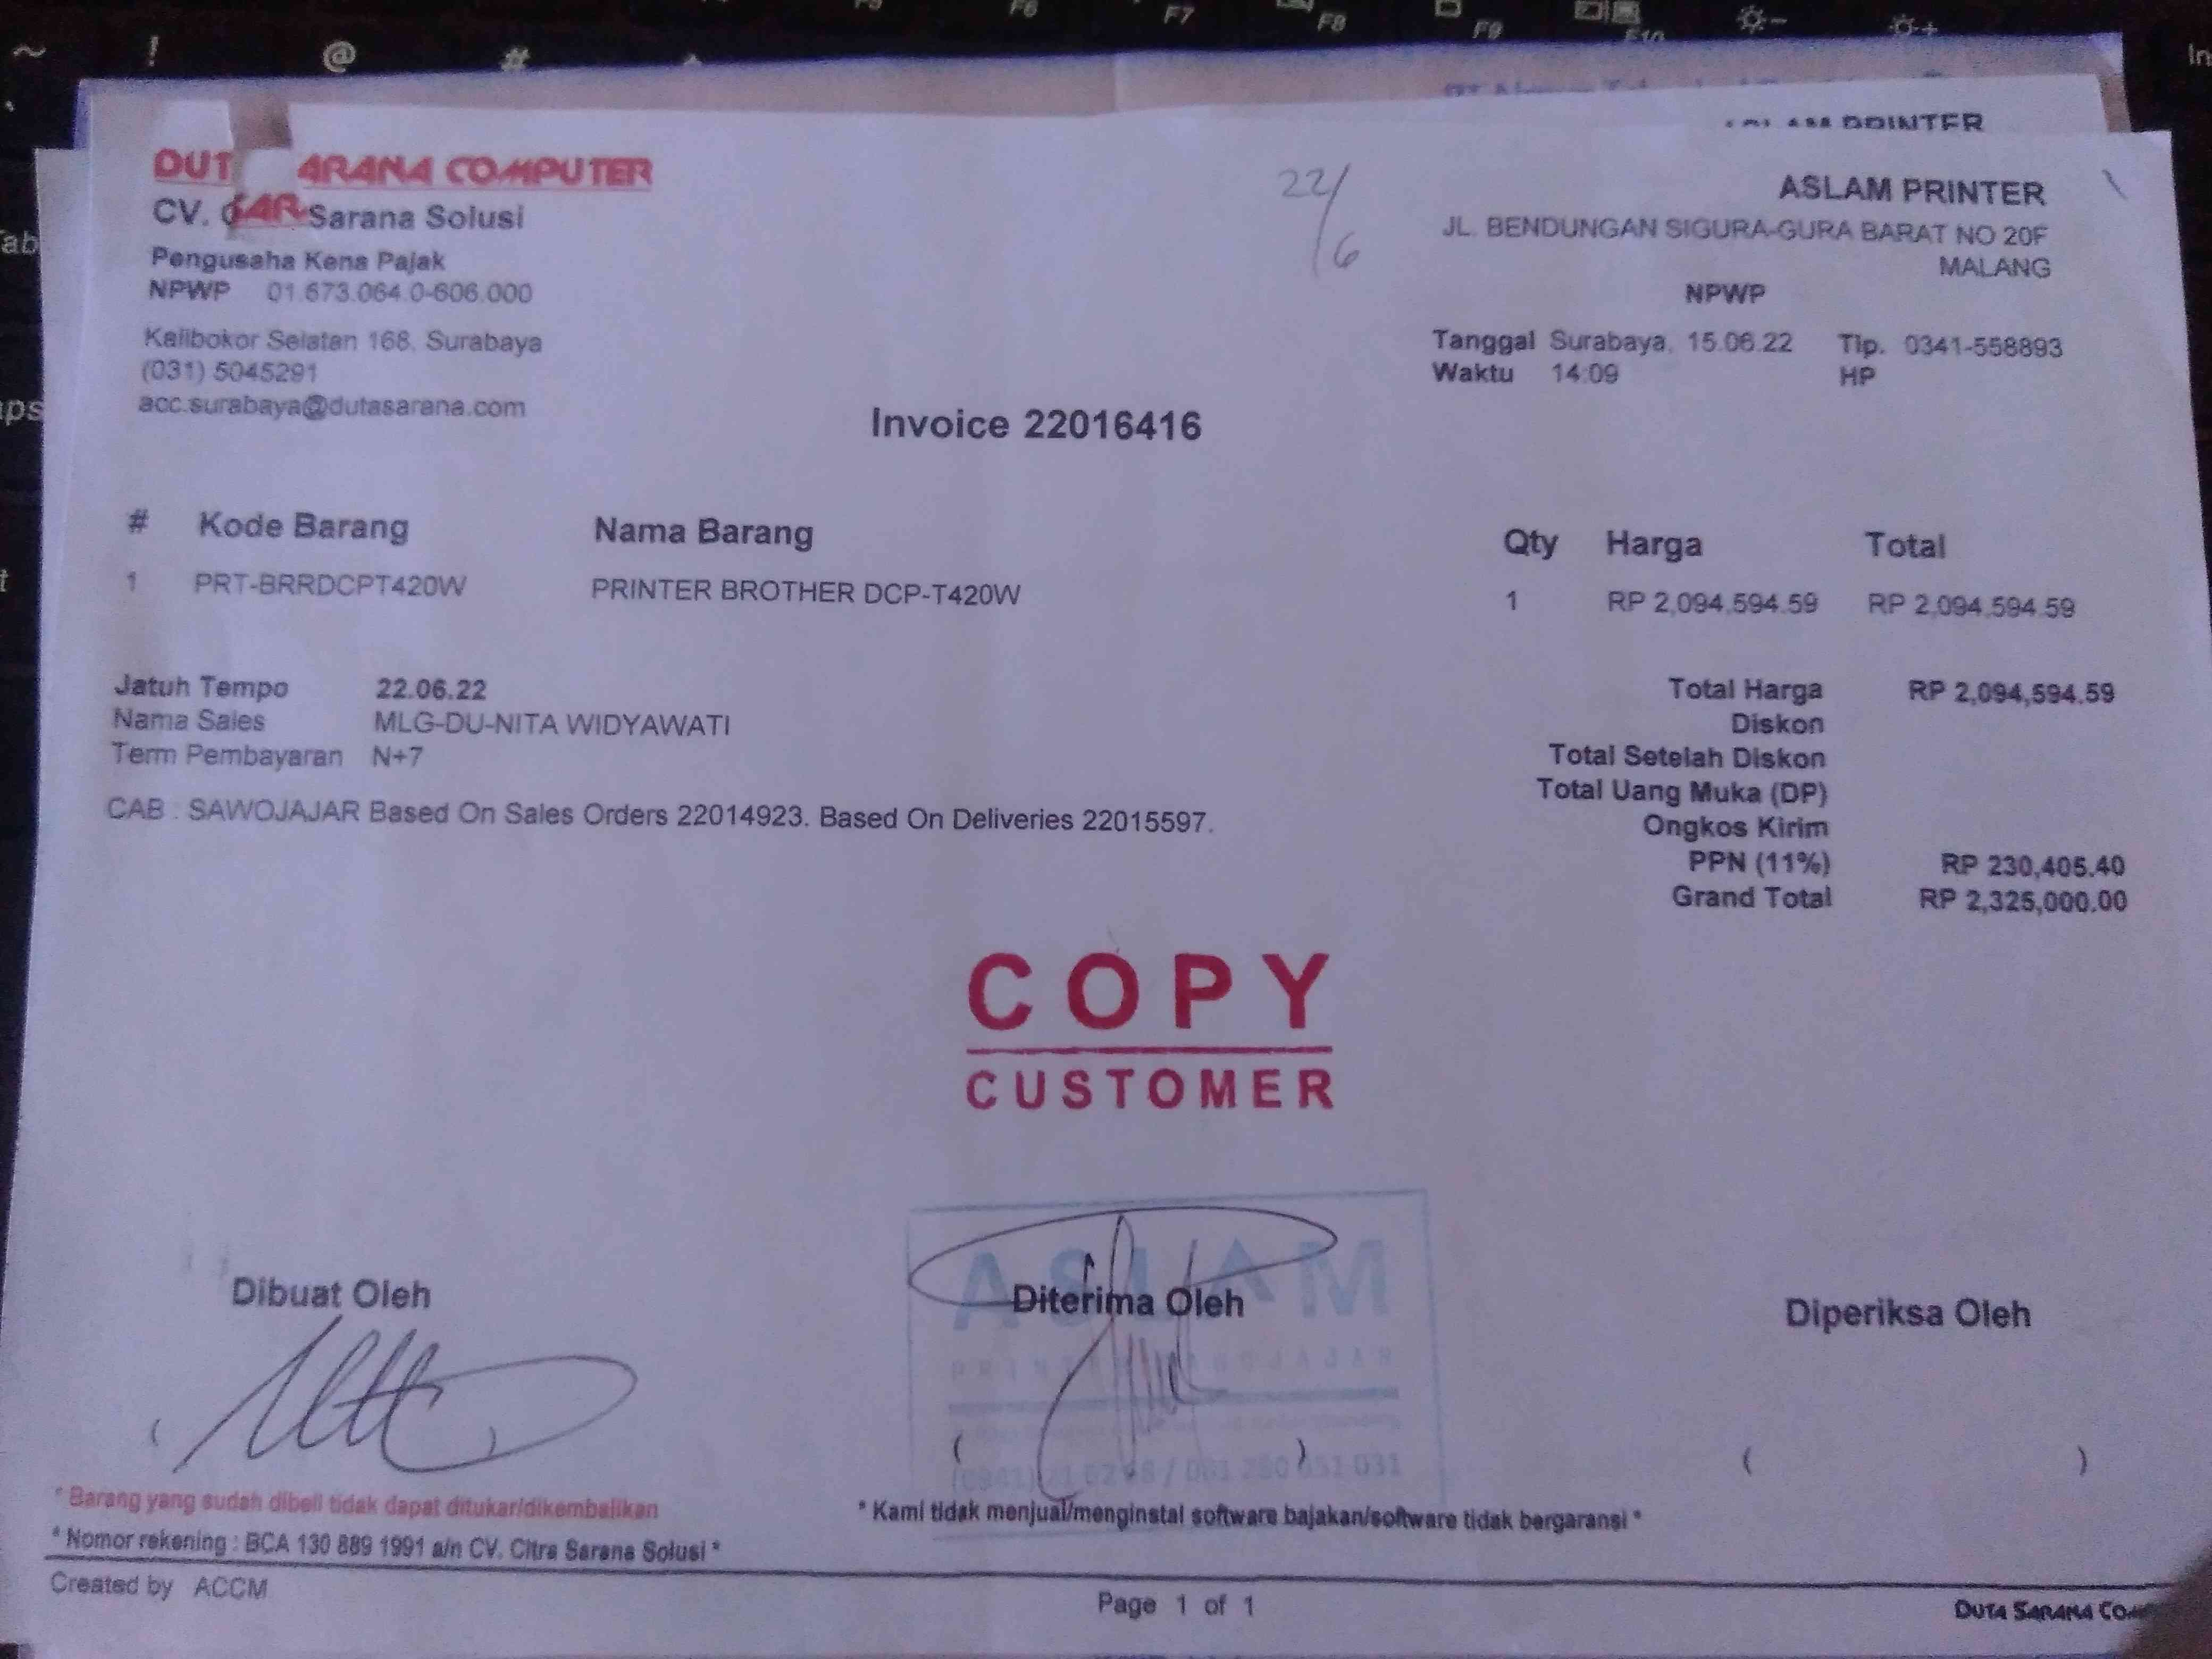 ~ ! @ # F6 F7 F8 F9 F10
PRINTER
DUT ARANA COMPUTER
CV. SAR Sarana Solusi
Pengusaha Kena Pajak
NPWP 01.673.064.0-606.000
Kalibokor Selatan 168, Surabaya
(031) 5045291
acc.surabaya@dutasarana.com
22/6
ASLAM PRINTER
JL. BENDUNGAN SIGURA-GURA BARAT NO 20F
MALANG
NPWP
Tanggal Surabaya, 15.06.22 Tlp. 0341-558893
Waktu 14:09 HP
Invoice 22016416
# Kode Barang Nama Barang Qty Harga Total
1 PRT-BRRDCPT420W PRINTER BROTHER DCP-T420W 1 RP 2,094,594.59 RP 2,094,594.59
Jatuh Tempo 22.06.22
Nama Sales MLG-DU-NITA WIDYAWATI
Term Pembayaran N+7
CAB : SAWOJAJAR Based On Sales Orders 22014923. Based On Deliveries 22015597.
Total Harga RP 2,094,594.59
Diskon
Total Setelah Diskon
Total Uang Muka (DP)
Ongkos Kirim
PPN (11%) RP 230,405.40
Grand Total RP 2,325,000.00
COPY
CUSTOMER
ASLAM
Dibuat Oleh
Diterima Oleh
Diperiksa Oleh
( ) ( )
* Barang yang sudah dibeli tidak dapat ditukar/dikembalikan
* Kami tidak menjual/menginstal software bajakan/software tidak bergaransi *
* Nomor rekening : BCA 130 889 1991 a/n CV. Citra Sarana Solusi *
Created by ACCM
Page 1 of 1
DUTA SARANA